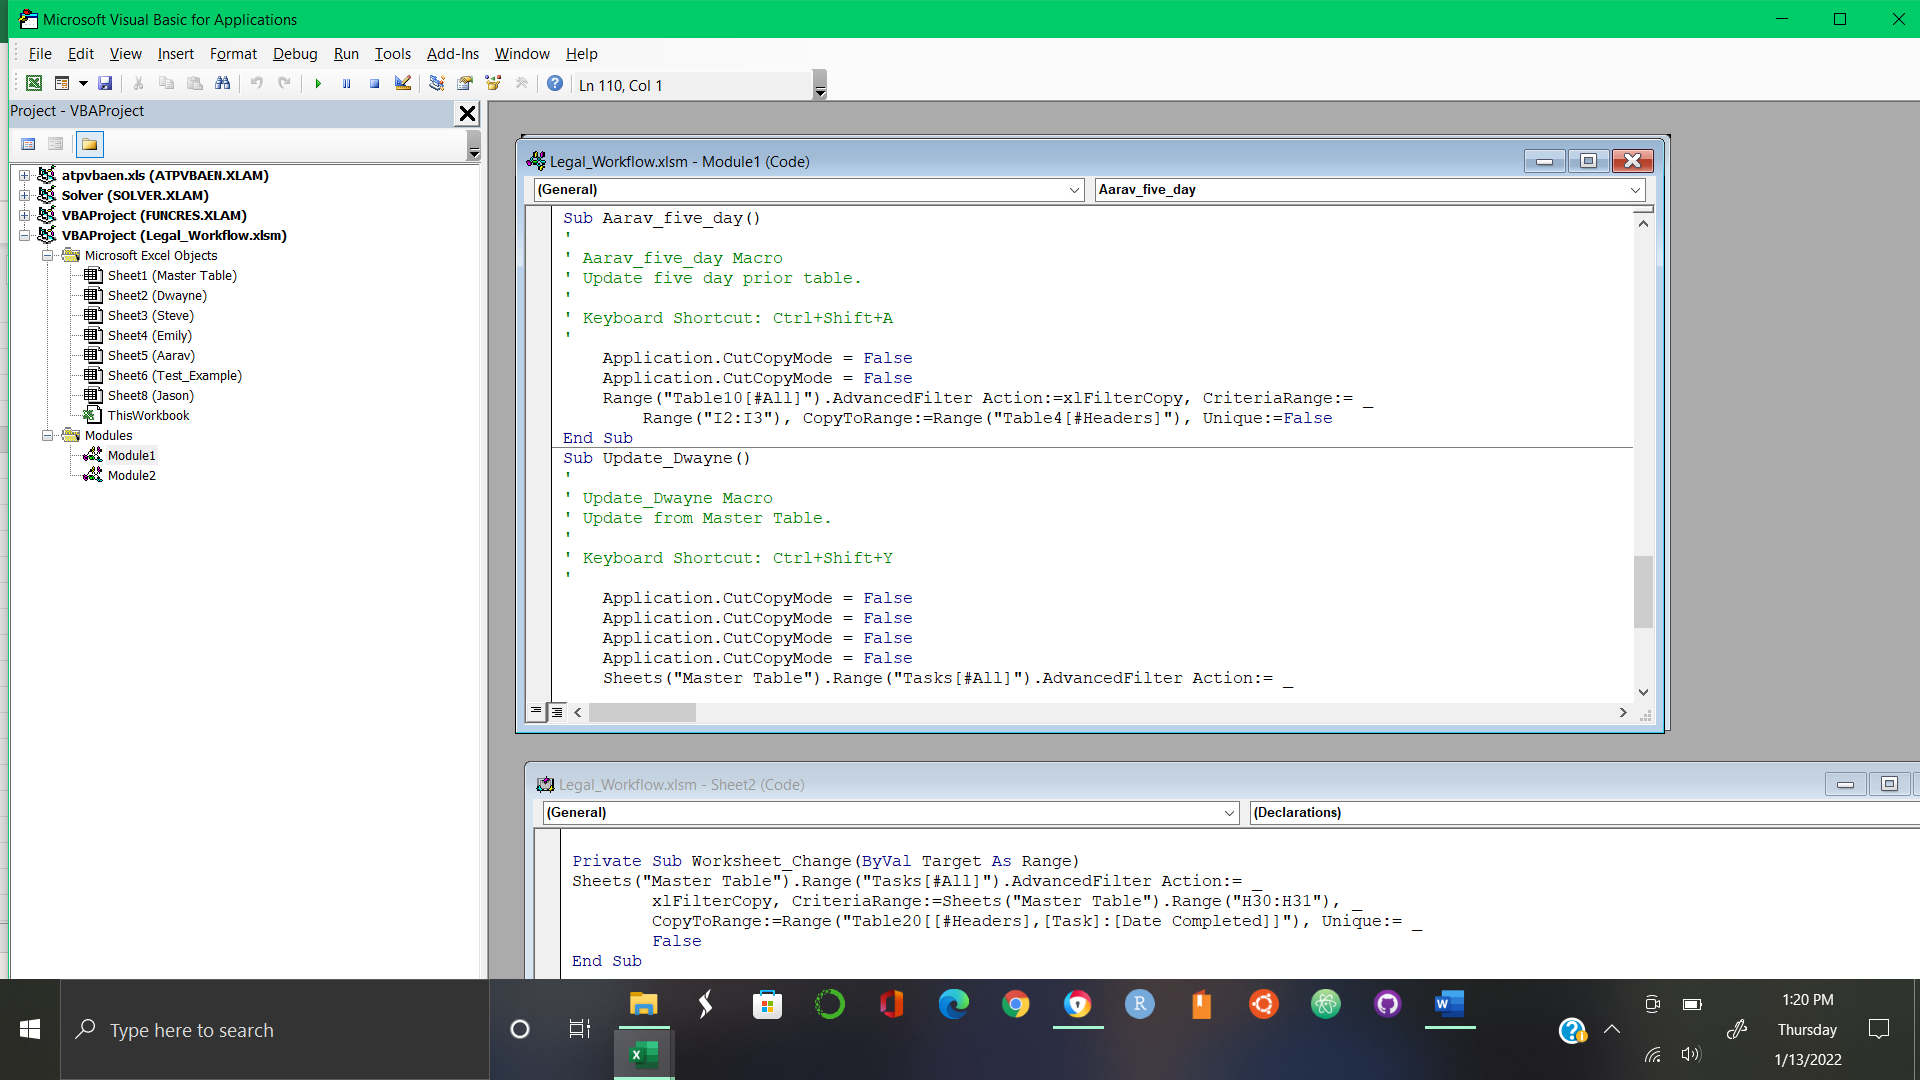 Microsoft Visual Basic for Applications
File Edit View Insert Format Debug Run Tools Add-Ins Window Help
Ln 110, Col 1
Project - VBAProject
atpvbaen.xls (ATPVBAEN.XLAM)
Solver (SOLVER.XLAM)
VBAProject (FUNCRES.XLAM)
VBAProject (Legal_Workflow.xlsm)
Microsoft Excel Objects
Sheet1 (Master Table)
Sheet2 (Dwayne)
Sheet3 (Steve)
Sheet4 (Emily)
Sheet5 (Aarav)
Sheet6 (Test_Example)
Sheet8 (Jason)
ThisWorkbook
Modules
Module1
Module2
Legal_Workflow.xlsm - Module1 (Code)
(General) Aarav_five_day
Sub Aarav_five_day()
'
' Aarav_five_day Macro
' Update five day prior table.
'
' Keyboard Shortcut: Ctrl+Shift+A
'
Application.CutCopyMode = False
Application.CutCopyMode = False
Range("Table10[#All]").AdvancedFilter Action:=xlFilterCopy, CriteriaRange:= _
Range("I2:I3"), CopyToRange:=Range("Table4[#Headers]"), Unique:=False
End Sub
Sub Update_Dwayne()
'
' Update_Dwayne Macro
' Update from Master Table.
'
' Keyboard Shortcut: Ctrl+Shift+Y
'
Application.CutCopyMode = False
Application.CutCopyMode = False
Application.CutCopyMode = False
Application.CutCopyMode = False
Sheets("Master Table").Range("Tasks[#All]").AdvancedFilter Action:= _
Legal_Workflow.xlsm - Sheet2 (Code)
(General) (Declarations)
Private Sub Worksheet_Change(ByVal Target As Range)
Sheets("Master Table").Range("Tasks[#All]").AdvancedFilter Action:= _
xlFilterCopy, CriteriaRange:=Sheets("Master Table").Range("H30:H31"), _
CopyToRange:=Range("Table20[[#Headers],[Task]:[Date Completed]]"), Unique:= _
False
End Sub
Type here to search
1:20 PM
Thursday
1/13/2022